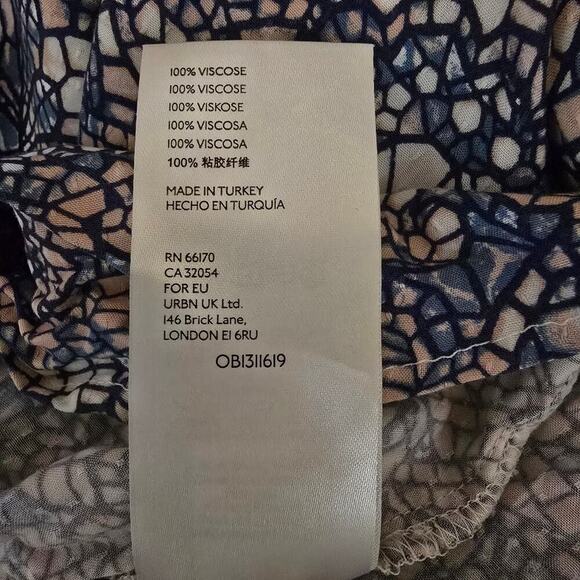 100% VISCOSE
100% VISCOSE
100% VISKOSE
100% VISCOSA
100% VISCOSA
100% 粘胶纤维
MADE IN TURKEY
HECHO EN TURQUÍA
RN 66170
CA 32054
FOR EU
URBN UK Ltd.
146 Brick Lane,
LONDON E1 6RU
OB1311619